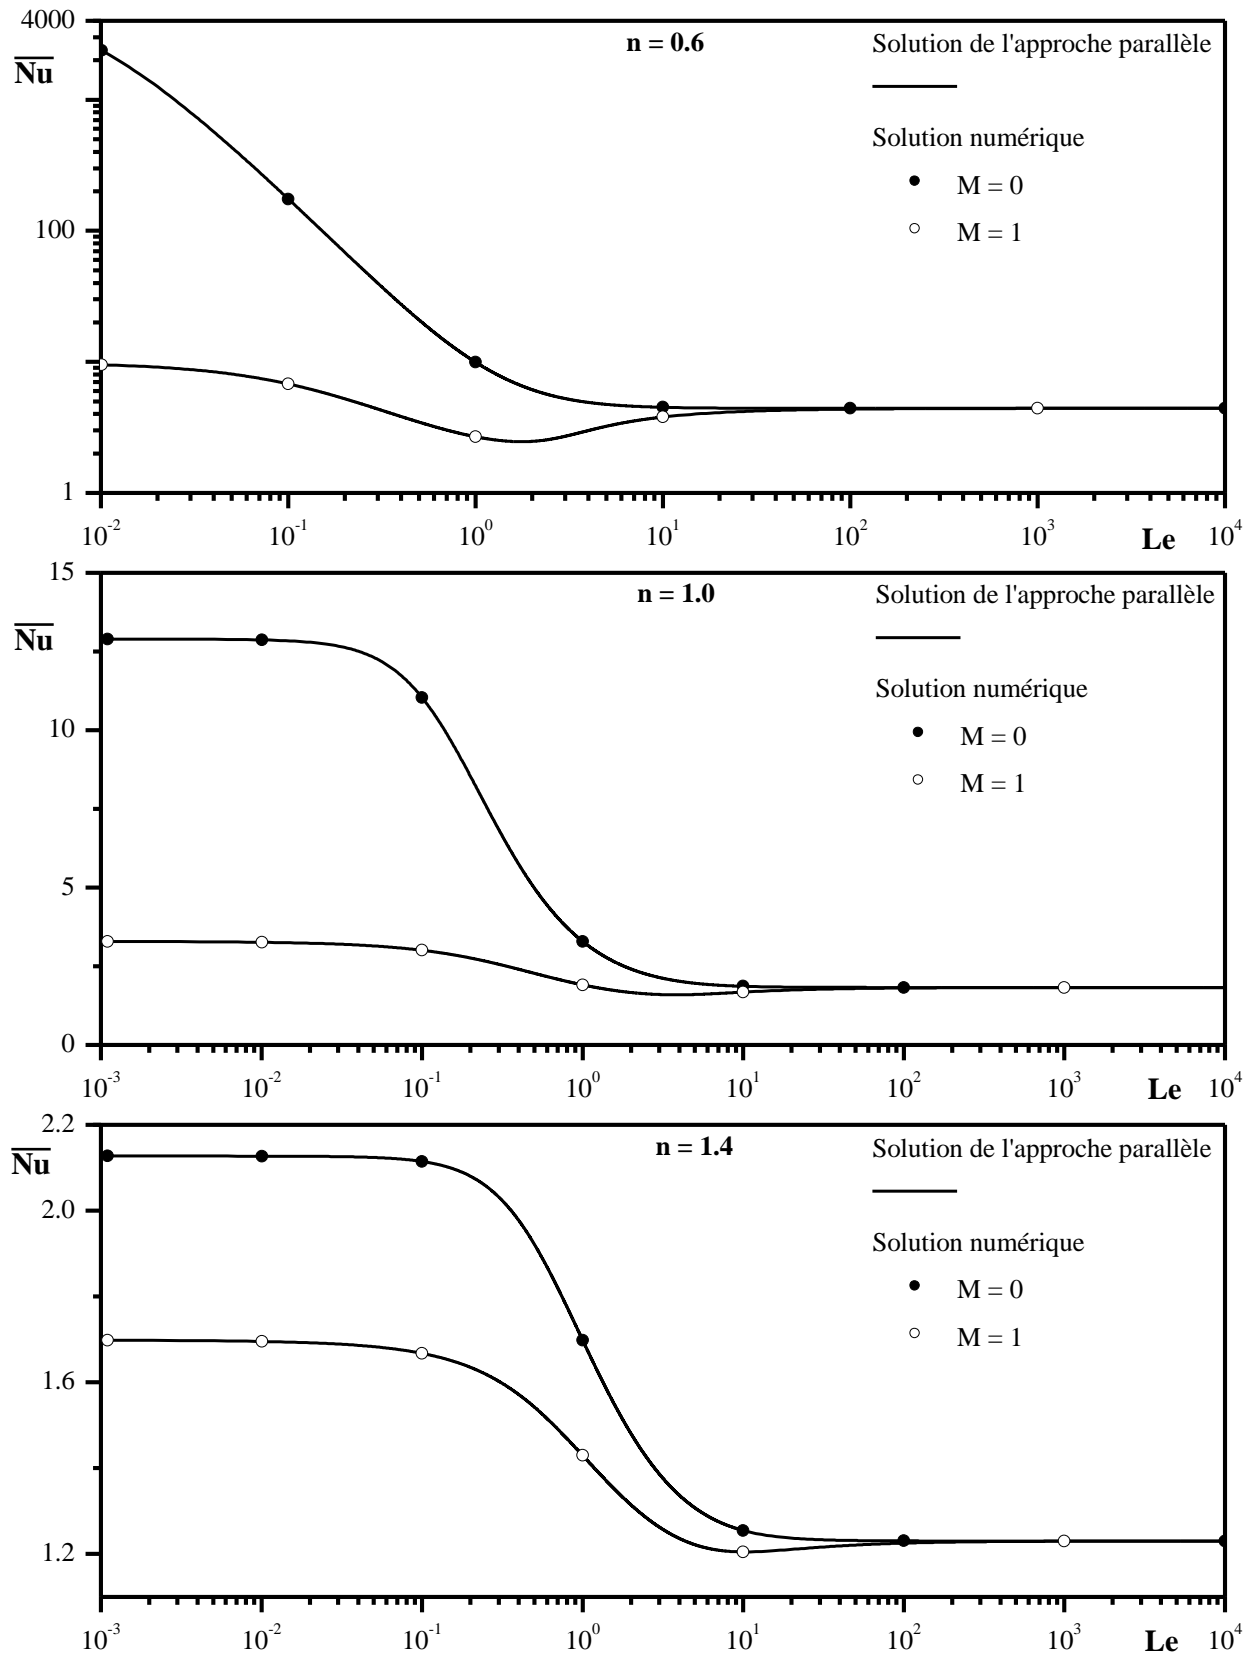 4000
Nu
n = 0.6
Solution de l'approche parallèle
Solution numérique
M = 0
M = 1
100
1
10⁻² 10⁻¹ 10⁰ 10¹ 10² 10³ Le 10⁴
15
Nu
n = 1.0
Solution de l'approche parallèle
Solution numérique
M = 0
M = 1
10
5
0
10⁻³ 10⁻² 10⁻¹ 10⁰ 10¹ 10² 10³ Le 10⁴
2.2
Nu
n = 1.4
Solution de l'approche parallèle
2.0
Solution numérique
M = 0
M = 1
1.6
1.2
10⁻³ 10⁻² 10⁻¹ 10⁰ 10¹ 10² 10³ Le 10⁴